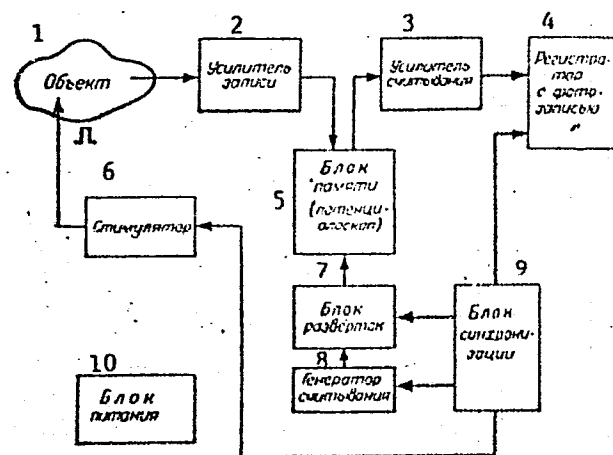 1
Объект
2
Усилитель
записи
3
Усилитель
считывания
4
Регистра-
тор
с фото-
записью
5
Блок
памяти
(потенци-
алоскоп)
6
Стимулятор
7
Блок
разверток
8
Генератор
считывания
9
Блок
синхрони-
зации
10
Блок
питания